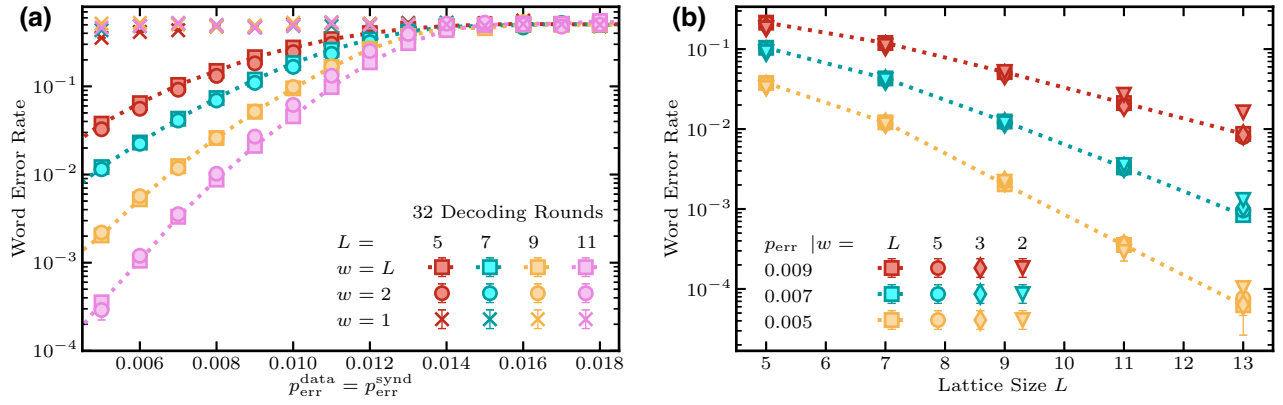 (a)
Word Error Rate
10⁻¹
10⁻²
10⁻³
10⁻⁴
32 Decoding Rounds
L = 5 7 9 11
w = L
w = 2
w = 1
0.006 0.008 0.010 0.012 0.014 0.016 0.018
p_err^data = p_err^synd
(b)
Word Error Rate
10⁻¹
10⁻²
10⁻³
10⁻⁴
p_err | w = L 5 3 2
0.009
0.007
0.005
5 6 7 8 9 10 11 12 13
Lattice Size L